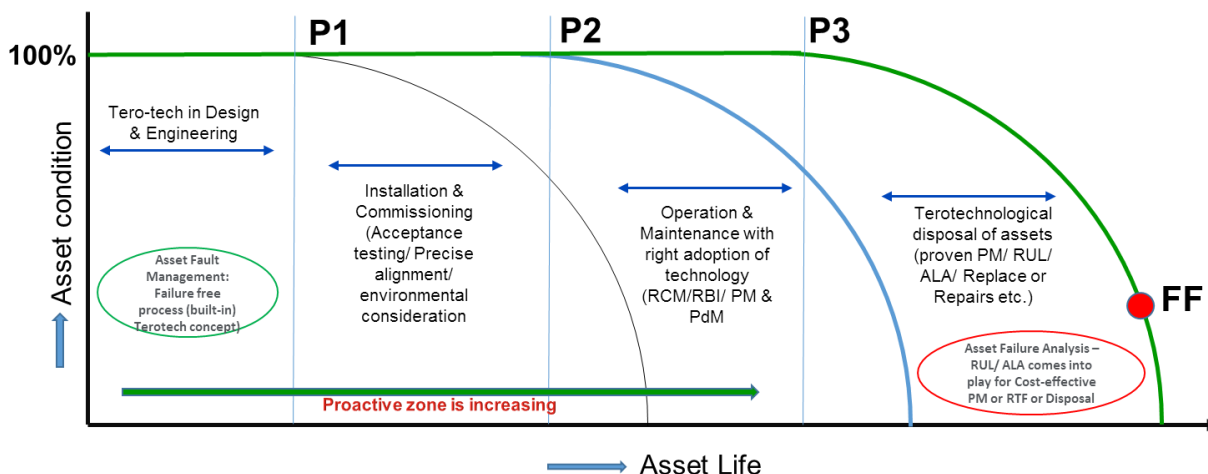 P1
P2
P3
100%
Tero-tech in Design
& Engineering
Installation &
Commissioning
(Acceptance
testing/ Precise
alignment/
environmental
consideration
Operation &
Maintenance with
right adoption of
technology
(RCM/RBI/ PM &
PdM
Terotechnological
disposal of assets
(proven PM/ RUL/
ALA/ Replace or
Repairs etc.)
FF
Asset condition
Asset Fault
Management:
Failure free
process (built-in)
Terotech concept)
Asset Failure Analysis –
RUL/ ALA comes into
play for Cost-effective
PM or RTF or Disposal
Proactive zone is increasing
Asset Life